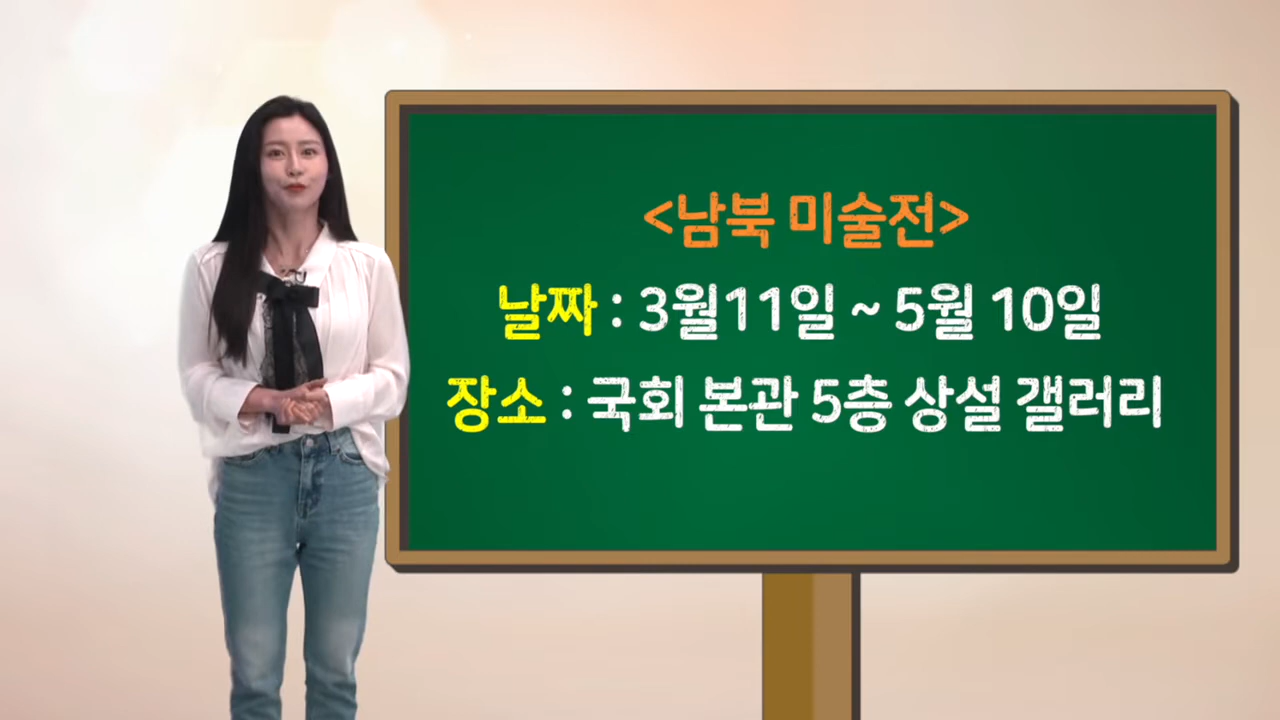 <남북 미술전>
날짜 : 3월11일 ~ 5월 10일
장소 : 국회 본관 5층 상설 갤러리